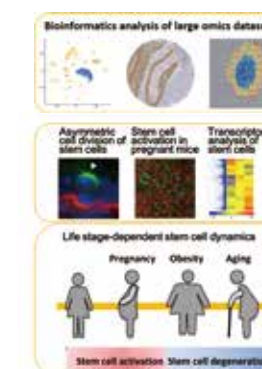 Bioinformatics analysis of large omics datase
Asymmetric
cell division of
stem cells
Stem cell
activation in
pregnant mice
Transcripto
analysis of
stem cells
Life stage-dependent stem cell dynamics
Pregnancy Obesity Aging
Stem cell activation Stem cell degenerati